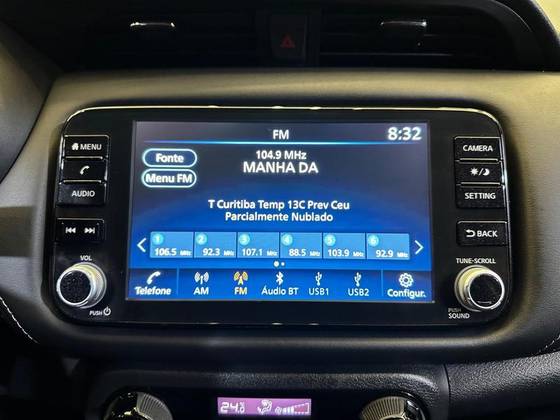 FM
8:32
MENU
AUDIO
VOL
PUSH
Fonte
Menu FM
104.9 MHz
MANHA DA
T Curitiba Temp 13C Prev Ceu
Parcialmente Nublado
1 2 3 4 5 6
106.5 MHz 92.3 MHz 107.1 MHz 88.5 MHz 103.9 MHz 92.9 MHz
Telefone AM FM Áudio BT USB1 USB2 Configur.
CAMERA
SETTING
BACK
TUNE·SCROLL
PUSH
SOUND
24.0